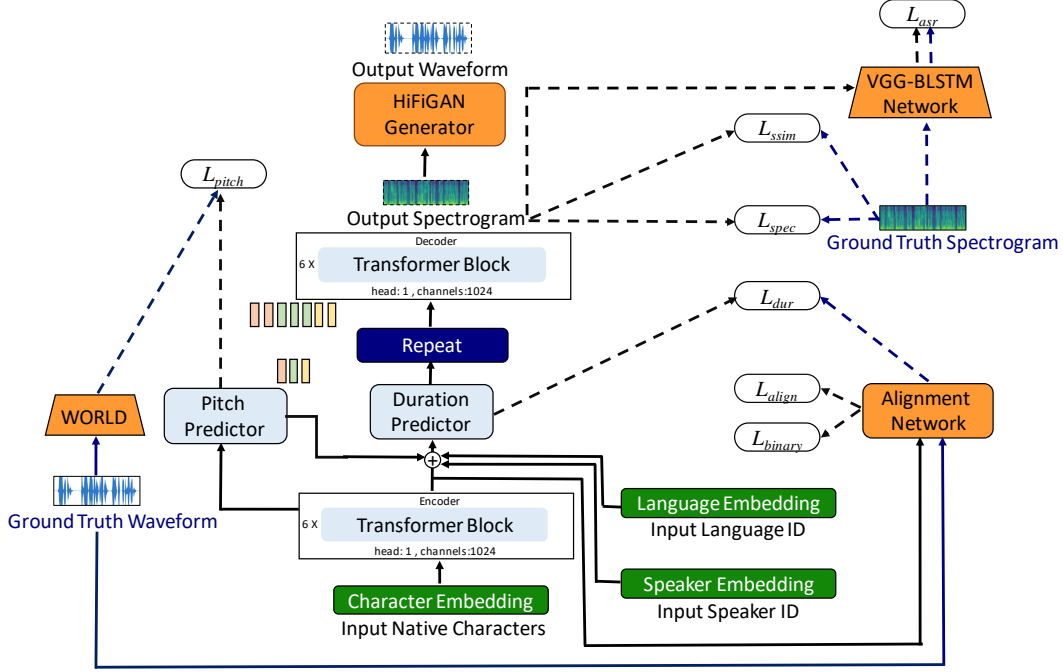 L_asr
Output Waveform
VGG-BLSTM
Network
HiFiGAN
Generator
L_ssim
L_pitch
Output Spectrogram
L_spec
Ground Truth Spectrogram
Decoder
6 X
Transformer Block
head: 1 , channels:1024
L_dur
Repeat
WORLD
Pitch
Predictor
Duration
Predictor
L_align
Alignment
Network
L_binary
+
Ground Truth Waveform
Encoder
6 X
Transformer Block
head: 1 , channels:1024
Language Embedding
Input Language ID
Character Embedding
Input Native Characters
Speaker Embedding
Input Speaker ID